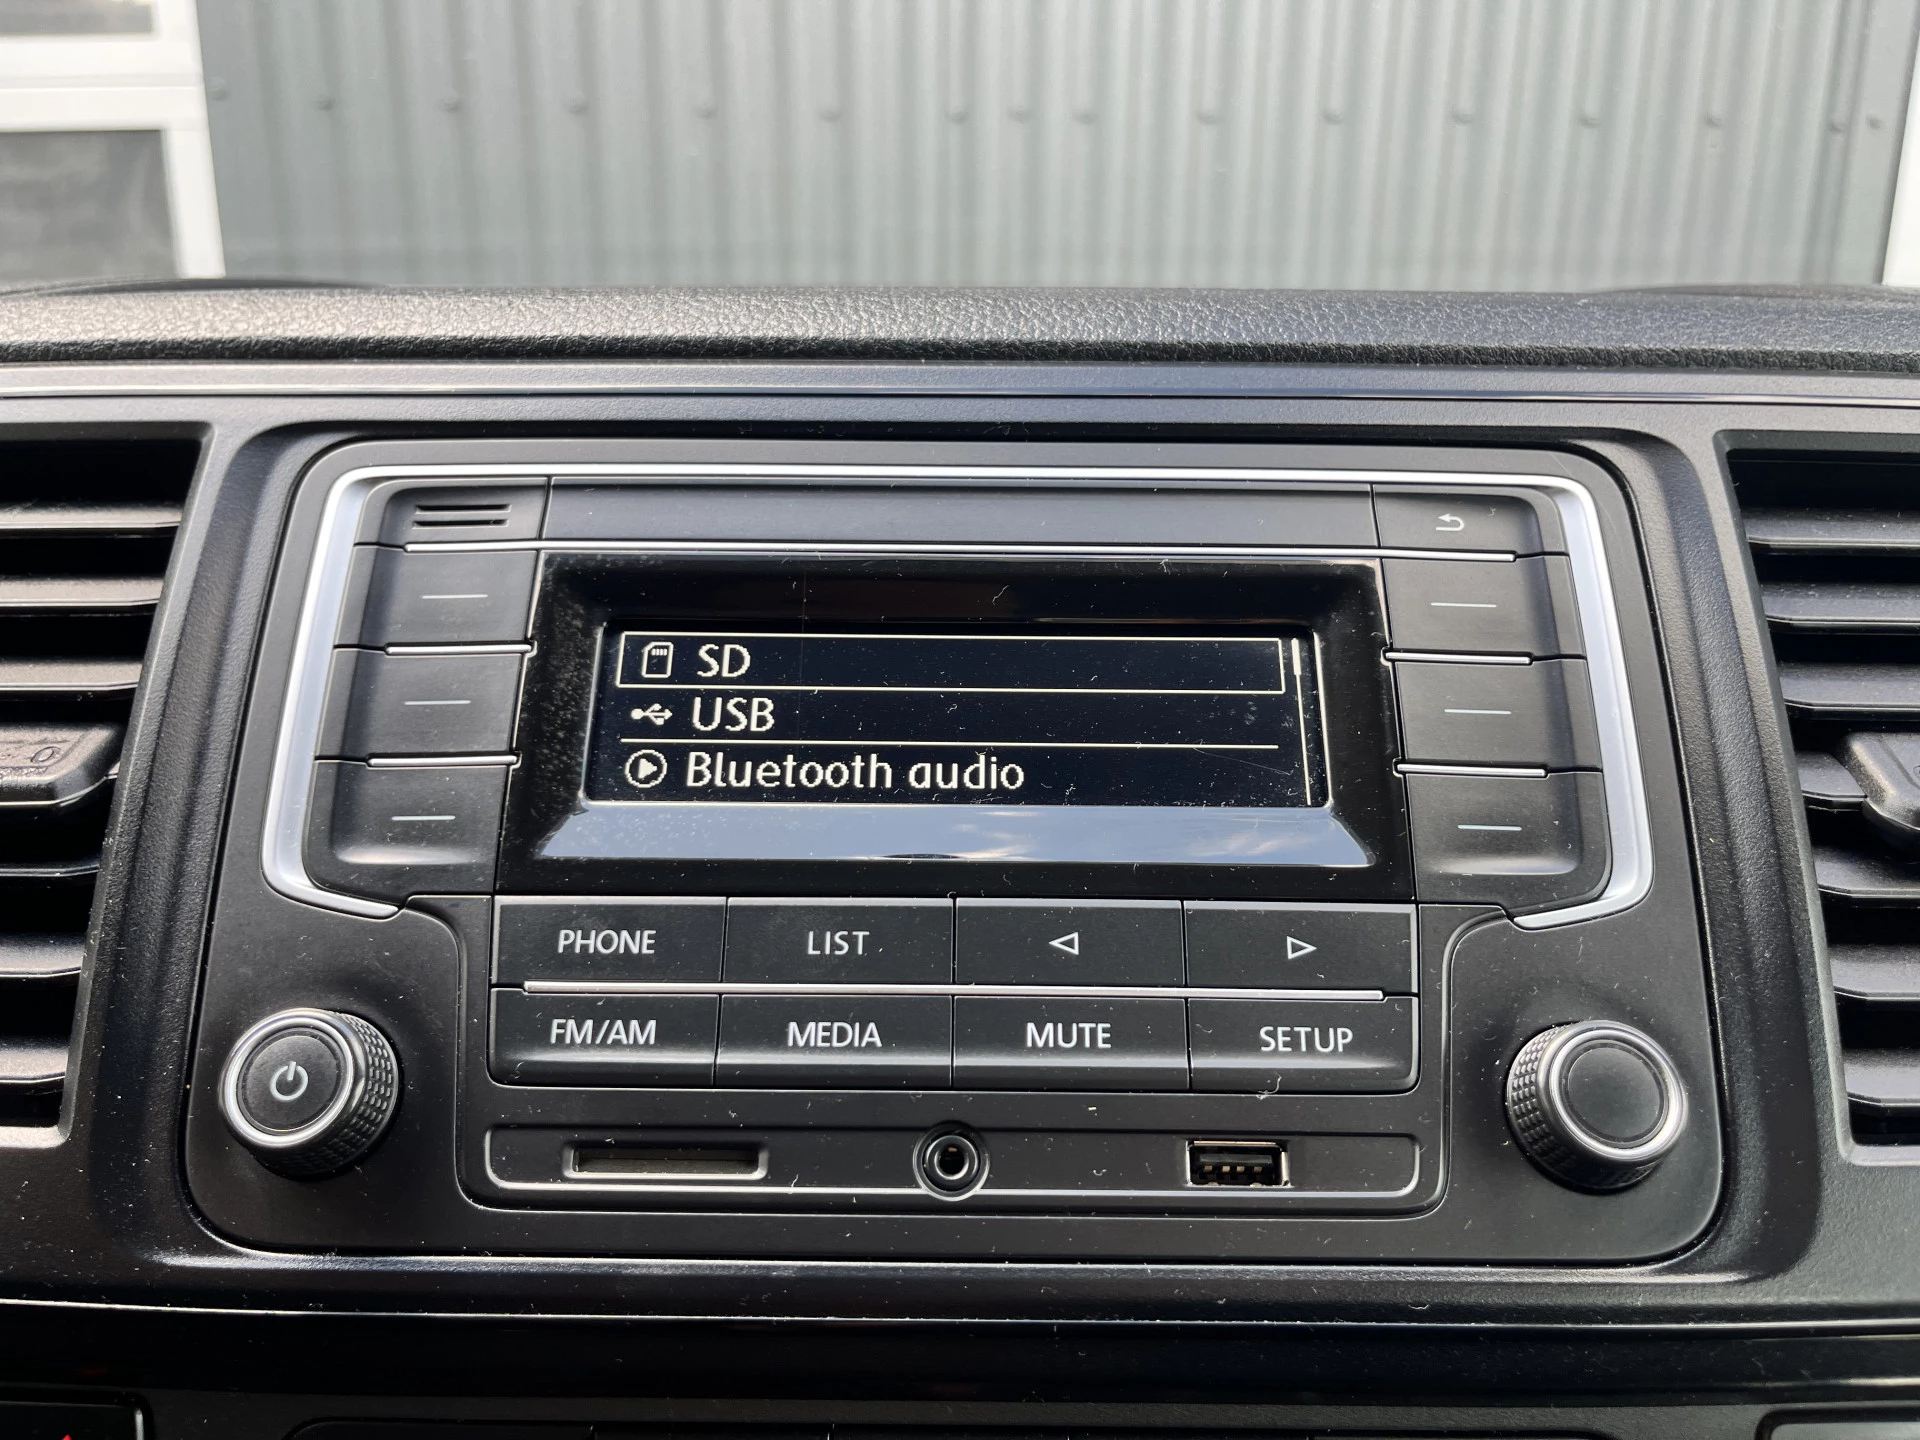 SD
USB
Bluetooth audio
PHONE LIST
FM/AM MEDIA MUTE SETUP